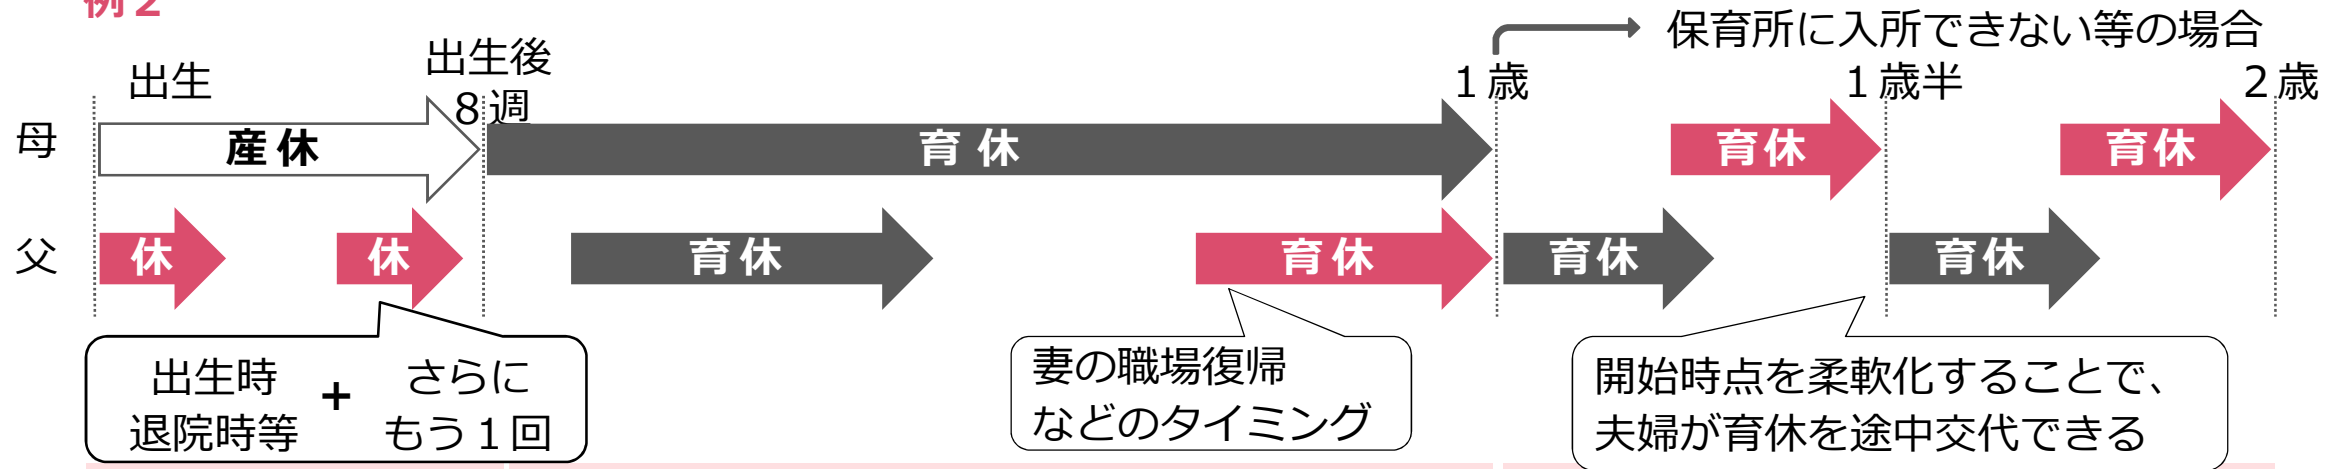 例２
保育所に入所できない等の場合
出生
出生後
８週
１歳
１歳半
２歳
母
産休
育休
育休
育休
父
休
休
育休
育休
育休
育休
出生時
退院時等
+
さらに
もう１回
妻の職場復帰
などのタイミング
開始時点を柔軟化することで、
夫婦が育休を途中交代できる